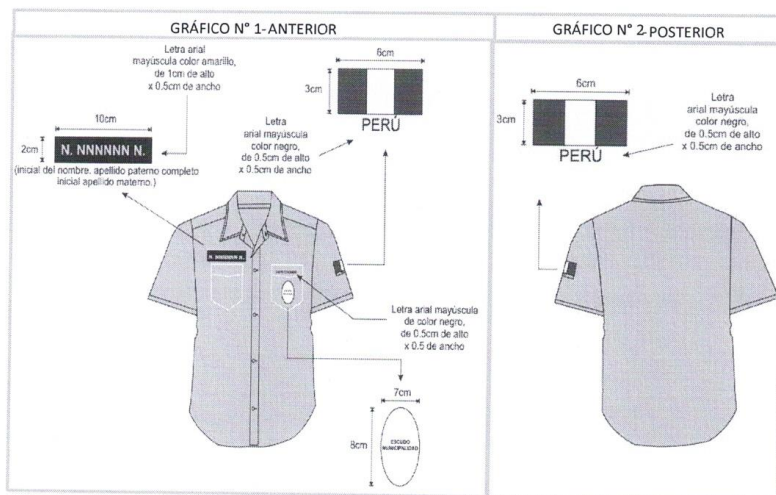 GRÁFICO N° 1-ANTERIOR
GRÁFICO N° 2-POSTERIOR
Letra arial
mayúscula color amarillo,
de 1cm de alto
x 0.5cm de ancho
10cm
2cm
N. NNNNNN N.
(inicial del nombre. apellido paterno completo
inicial apellido materno.)
6cm
3cm
PERÚ
Letra
arial mayúscula
color negro,
de 0.5cm de alto
x 0.5cm de ancho
N. NNNNNN N.
Letra arial mayúscula
de color negro,
de 0.5cm de alto
x 0.5 de ancho
7cm
8cm
ESCUDO
MUNICIPALIDAD
6cm
3cm
PERÚ
Letra
arial mayúscula
color negro,
de 0.5cm de alto
x 0.5cm de ancho